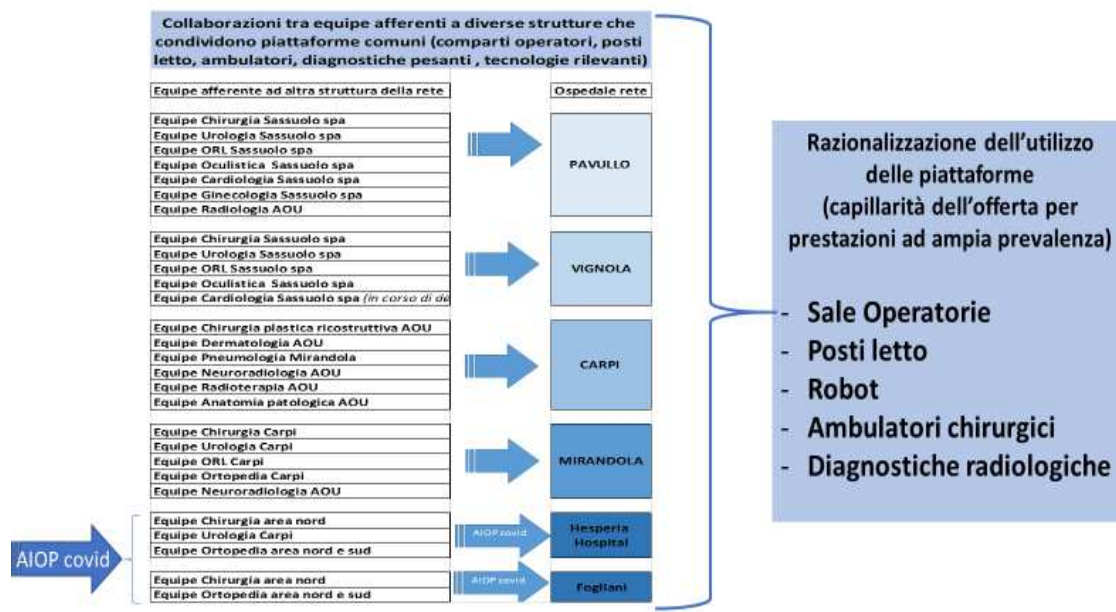 Collaborazioni tra equipe afferenti a diverse strutture che
condividono piattaforme comuni (comparti operatori, posti
letto, ambulatori, diagnostiche pesanti , tecnologie rilevanti)
Equipe afferente ad altra struttura della rete
Ospedale rete
Equipe Chirurgia Sassuolo spa
Equipe Urologia Sassuolo spa
Equipe ORL Sassuolo spa
Equipe Oculistica Sassuolo spa
Equipe Cardiologia Sassuolo spa
Equipe Ginecologia Sassuolo spa
Equipe Radiologia AOU
PAVULLO
Equipe Chirurgia Sassuolo spa
Equipe Urologia Sassuolo spa
Equipe ORL Sassuolo spa
Equipe Oculistica Sassuolo spa
Equipe Cardiologia Sassuolo spa (in corso di de
VIGNOLA
Equipe Chirurgia plastica ricostruttiva AOU
Equipe Dermatologia AOU
Equipe Pneumologia Mirandola
Equipe Neuroradiologia AOU
Equipe Radioterapia AOU
Equipe Anatomia patologica AOU
CARPI
Equipe Chirurgia Carpi
Equipe Urologia Carpi
Equipe ORL Carpi
Equipe Ortopedia Carpi
Equipe Neuroradiologia AOU
MIRANDOLA
AIOP covid
Equipe Chirurgia area nord
Equipe Urologia Carpi
Equipe Ortopedia area nord e sud
AIOP covid
Hesperia
Hospital
Equipe Chirurgia area nord
Equipe Ortopedia area nord e sud
AIOP covid
Fogliani
Razionalizzazione dell'utilizzo
delle piattaforme
(capillarità dell'offerta per
prestazioni ad ampia prevalenza)
- Sale Operatorie
- Posti letto
- Robot
- Ambulatori chirurgici
- Diagnostiche radiologiche